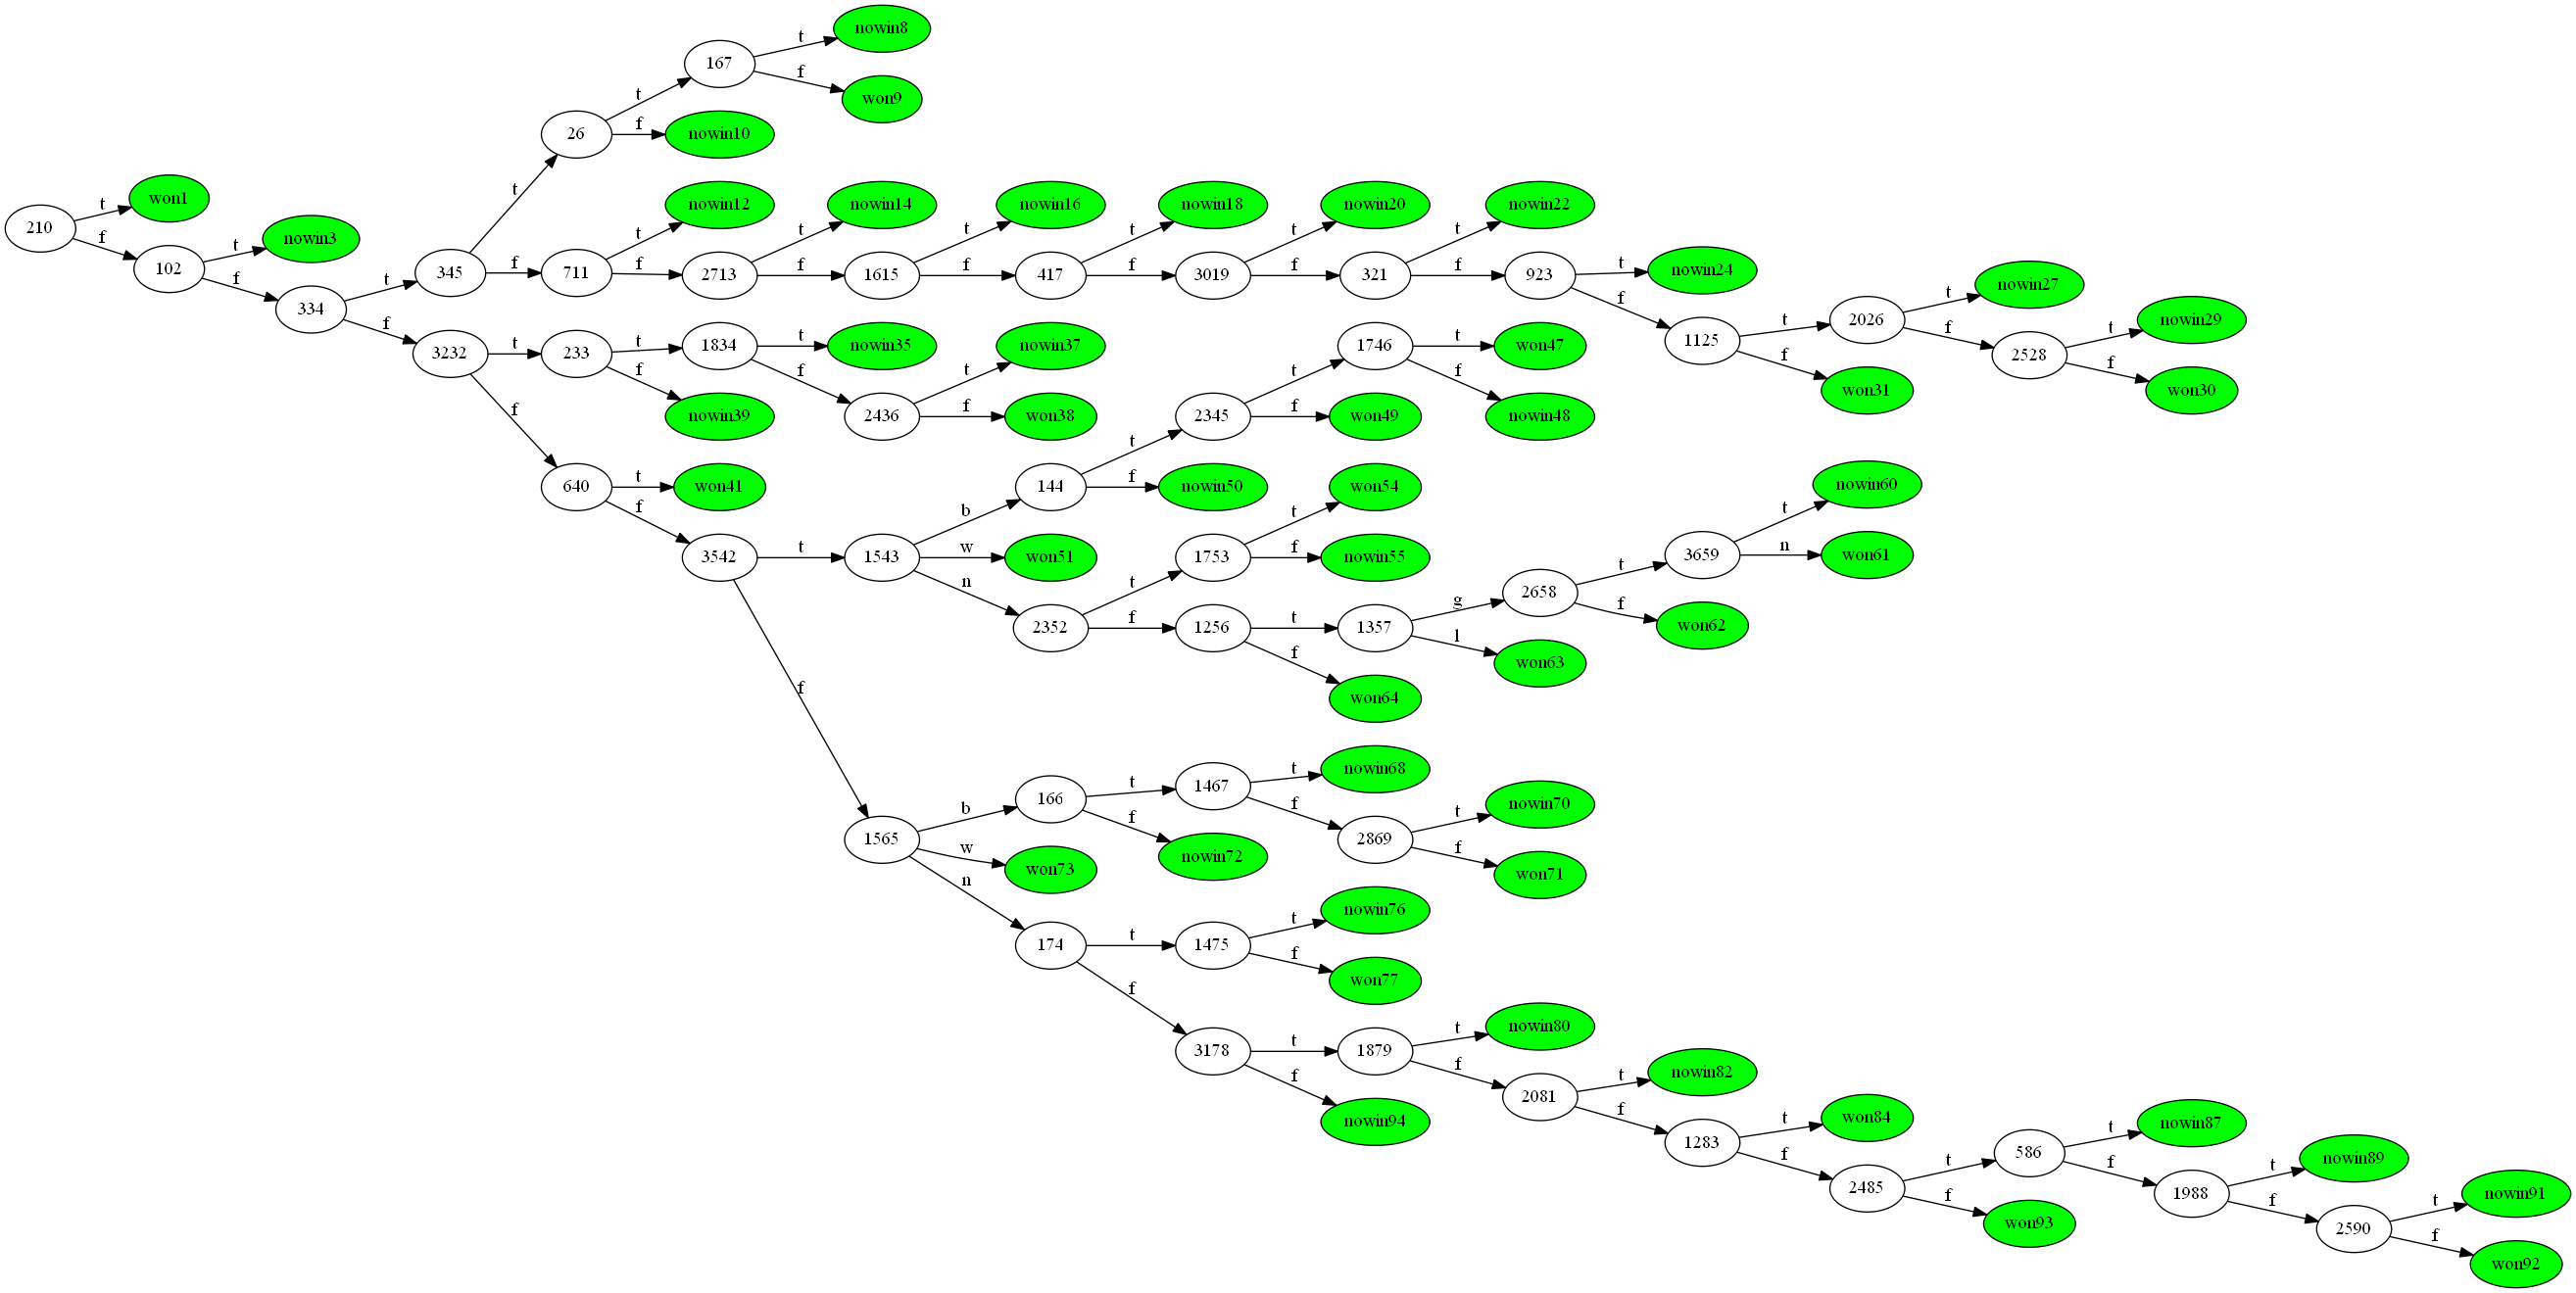 210
t
won1
f
102
t
nowin3
f
334
t
345
t
26
t
167
t
nowin8
f
won9
f
nowin10
f
711
t
nowin12
f
2713
t
nowin14
f
1615
t
nowin16
f
417
t
nowin18
f
3019
t
nowin20
f
321
t
nowin22
f
923
t
nowin24
f
1125
t
2026
t
nowin27
f
2528
t
nowin29
f
won30
f
won31
f
3232
t
233
t
1834
t
nowin35
f
2436
t
nowin37
f
won38
f
nowin39
f
640
t
won41
f
3542
t
1543
b
144
t
2345
t
1746
t
won47
f
nowin48
f
won49
f
nowin50
w
won51
n
2352
t
1753
t
won54
f
nowin55
f
1256
t
1357
g
2658
t
3659
t
nowin60
n
won61
f
won62
l
won63
f
won64
f
1565
b
166
t
1467
t
nowin68
f
2869
t
nowin70
f
won71
f
nowin72
w
won73
n
174
t
1475
t
nowin76
f
won77
f
3178
t
1879
t
nowin80
f
2081
t
nowin82
f
1283
t
won84
f
2485
t
586
t
nowin87
f
1988
t
nowin89
f
2590
t
nowin91
f
won92
f
won93
f
nowin94